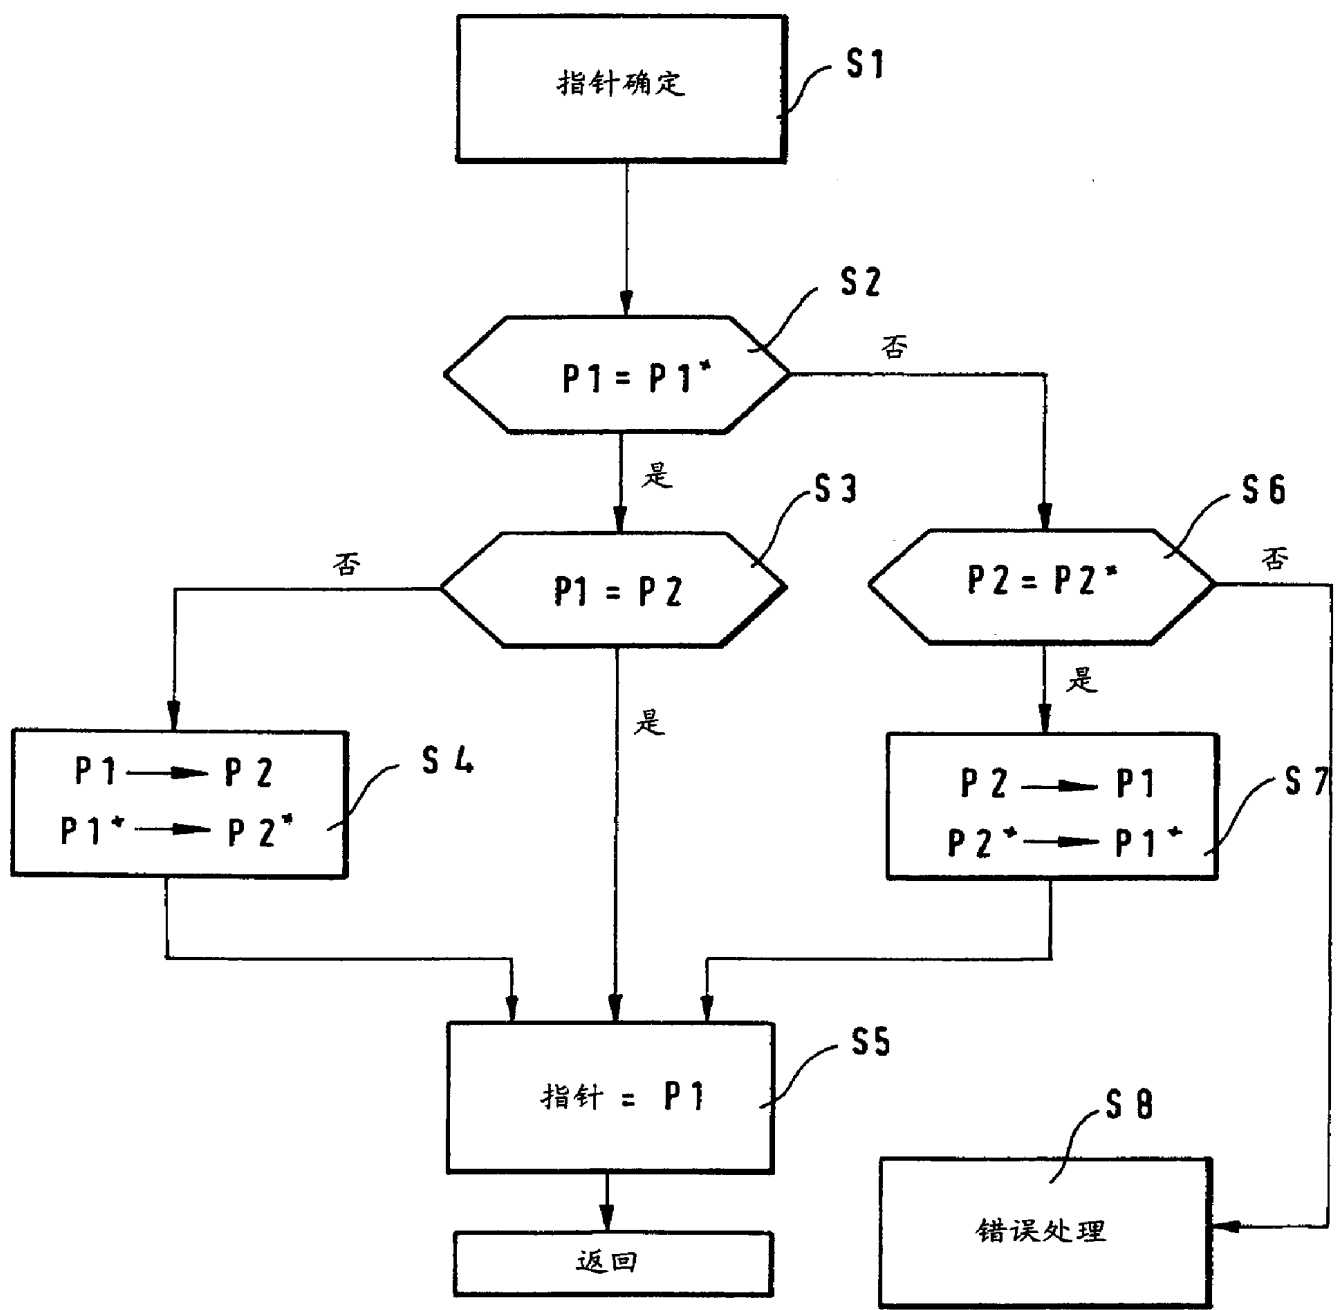 指针确定
S1
S2
P1 = P1*
否
是
S3
P1 = P2
否
是
S6
P2 = P2*
否
是
S4
P1 → P2
P1* → P2*
S7
P2 → P1
P2* → P1*
S5
指针 = P1
返回
S8
错误处理